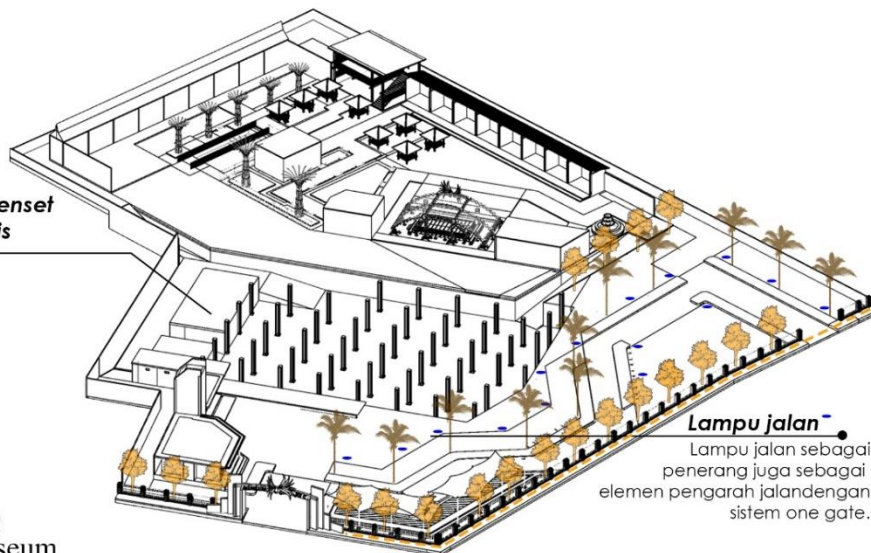 enset
is
Lampu jalan
Lampu jalan sebagai
penerang juga sebagai
elemen pengarah jalandengan
sistem one gate.
seum